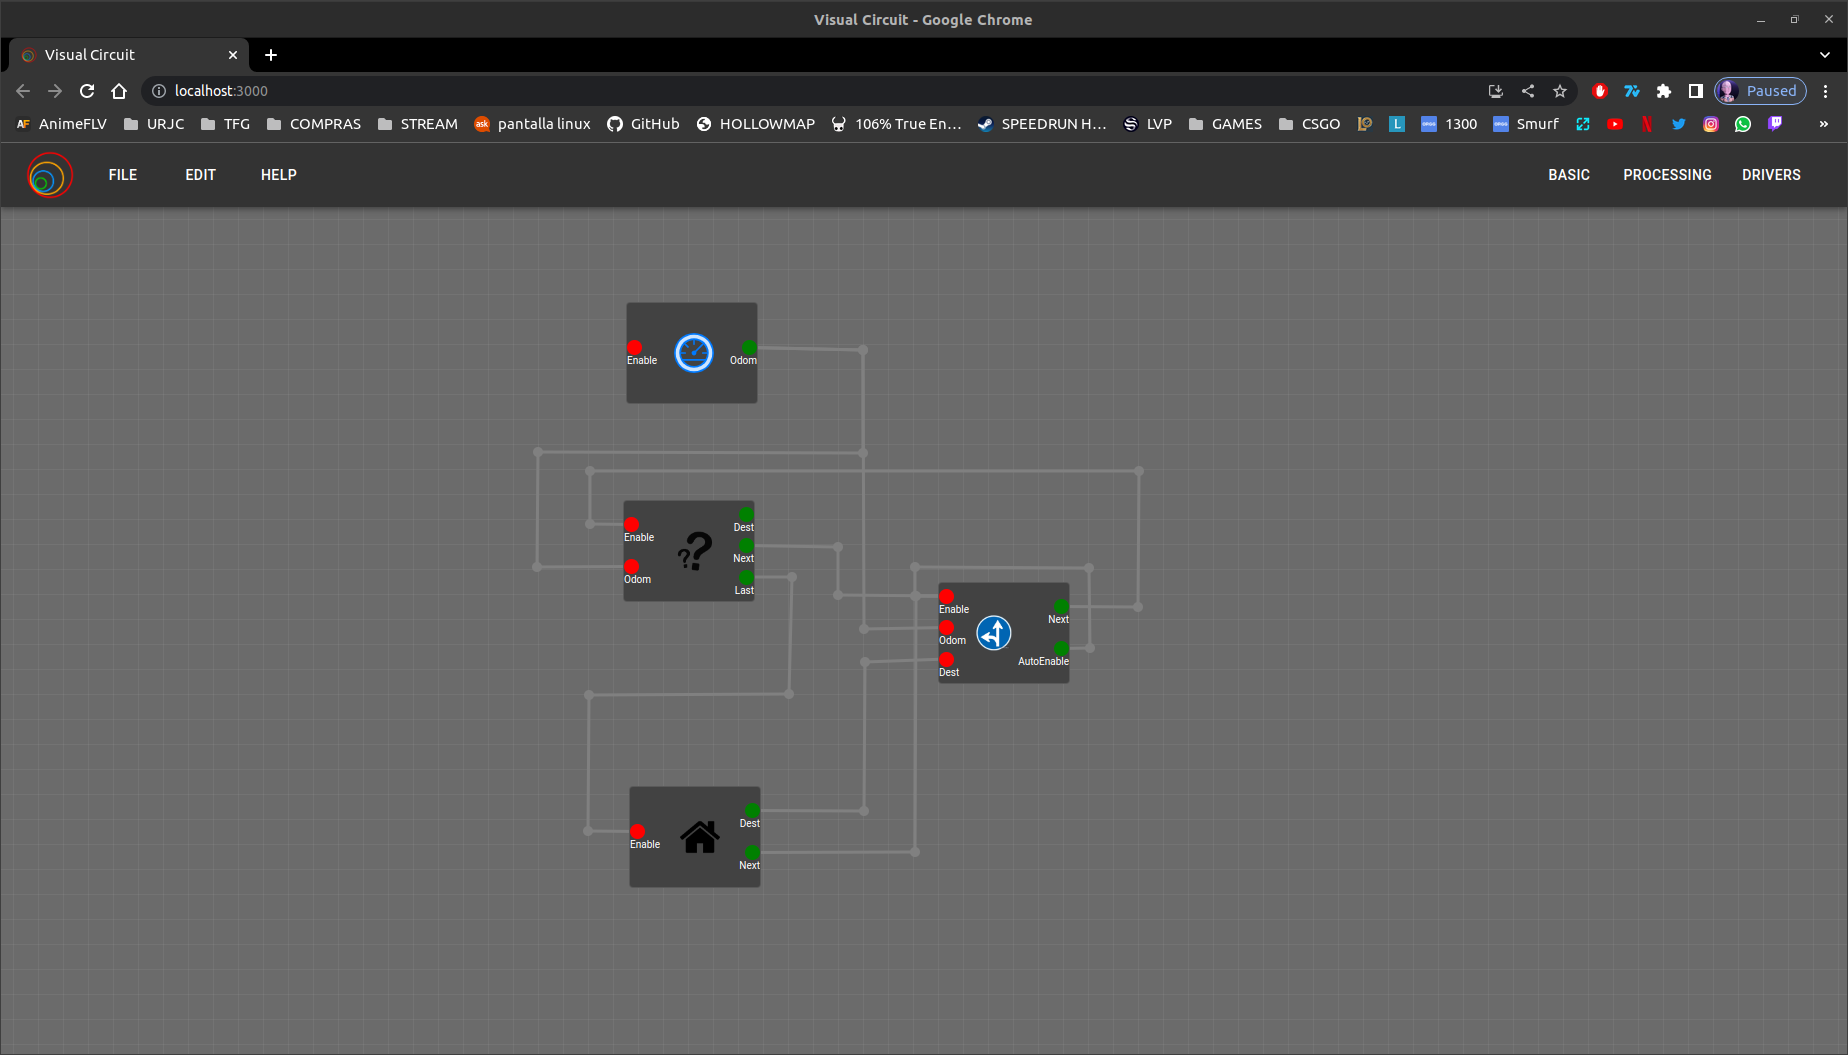 Visual Circuit - Google Chrome
Visual Circuit
localhost:3000
Paused
AF AnimeFLV URJC TFG COMPRAS STREAM ask pantalla linux GitHub HOLLOWMAP 106% True En... SPEEDRUN H... LVP GAMES CSGO L 1300 Smurf »
FILE EDIT HELP BASIC PROCESSING DRIVERS
Enable Odom
Dest
Enable
Next
Odom
Last
Enable
Next
Odom
AutoEnable
Dest
Dest
Enable
Next